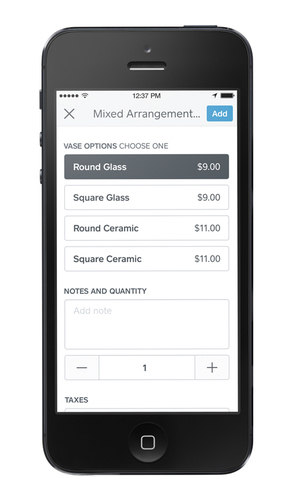 12:37 PM
Mixed Arrangement... Add
VASE OPTIONS CHOOSE ONE
Round Glass $9.00
Square Glass $9.00
Round Ceramic $11.00
Square Ceramic $11.00
NOTES AND QUANTITY
Add note
— 1 +
TAXES